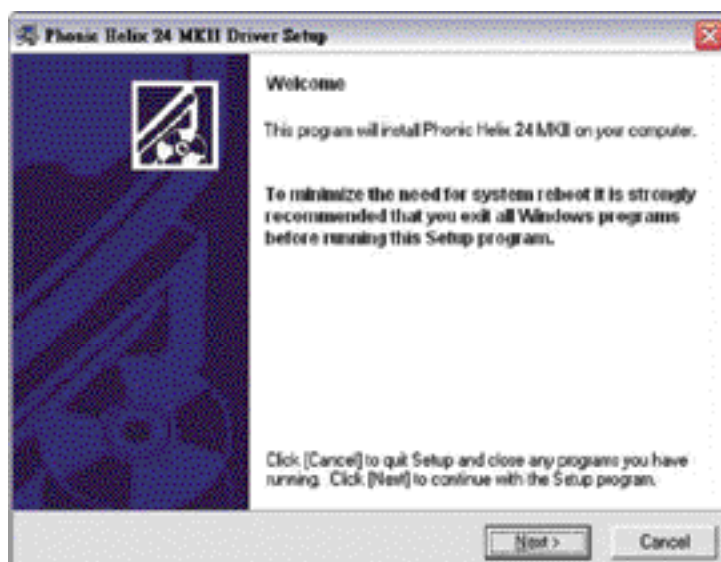 Phonic Helix 24 MKII Driver Setup
Welcome
This program will install Phonic Helix 24 MKII on your computer.
To minimize the need for system reboot it is strongly
recommended that you exit all Windows programs
before running this Setup program.
Click [Cancel] to quit Setup and close any programs you have
running. Click [Next] to continue with the Setup program.
Next >
Cancel